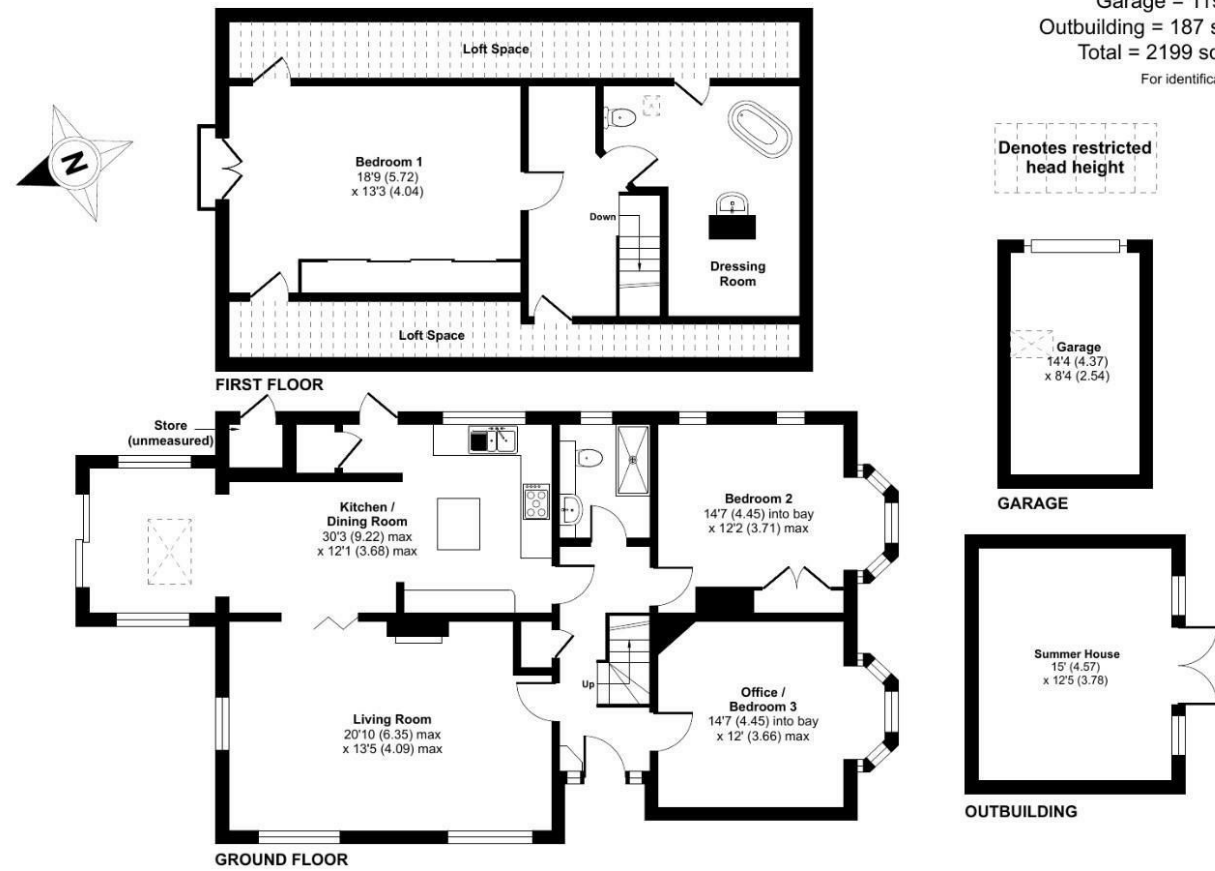 Garage = 119
Outbuilding = 187 s
Total = 2199 sq
For identifica
Loft Space
Bedroom 1
18'9 (5.72)
x 13'3 (4.04)
Down
Dressing
Room
Loft Space
FIRST FLOOR
N
Denotes restricted
head height
Garage
14'4 (4.37)
x 8'4 (2.54)
GARAGE
Store
(unmeasured)
Kitchen /
Dining Room
30'3 (9.22) max
x 12'1 (3.68) max
Bedroom 2
14'7 (4.45) into bay
x 12'2 (3.71) max
Up
Living Room
20'10 (6.35) max
x 13'5 (4.09) max
Office /
Bedroom 3
14'7 (4.45) into bay
x 12' (3.66) max
GROUND FLOOR
Summer House
15' (4.57)
x 12'5 (3.78)
OUTBUILDING